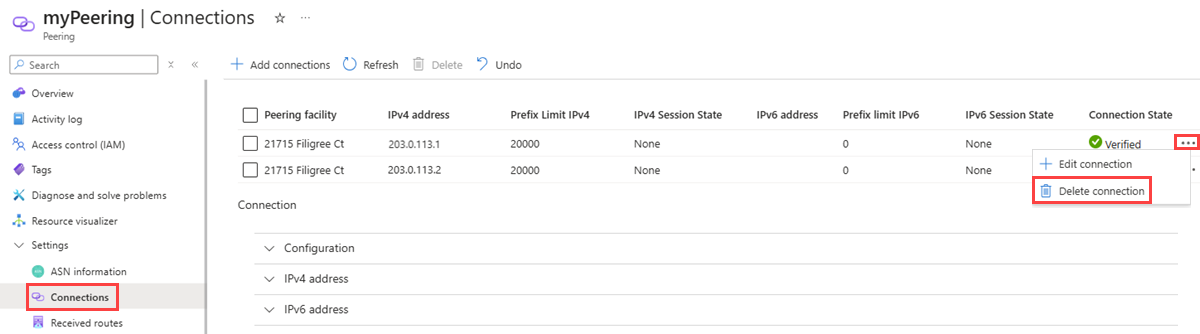 myPeering | Connections
Peering
Search
Overview
Activity log
Access control (IAM)
Tags
Diagnose and solve problems
Resource visualizer
Settings
ASN information
Connections
Received routes
Add connections Refresh Delete Undo
Peering facility IPv4 address Prefix Limit IPv4 IPv4 Session State IPv6 address Prefix limit IPv6 IPv6 Session State Connection State
21715 Filigree Ct 203.0.113.1 20000 None 0 None Verified
21715 Filigree Ct 203.0.113.2 20000 None 0 None
Edit connection
Delete connection
Connection
Configuration
IPv4 address
IPv6 address